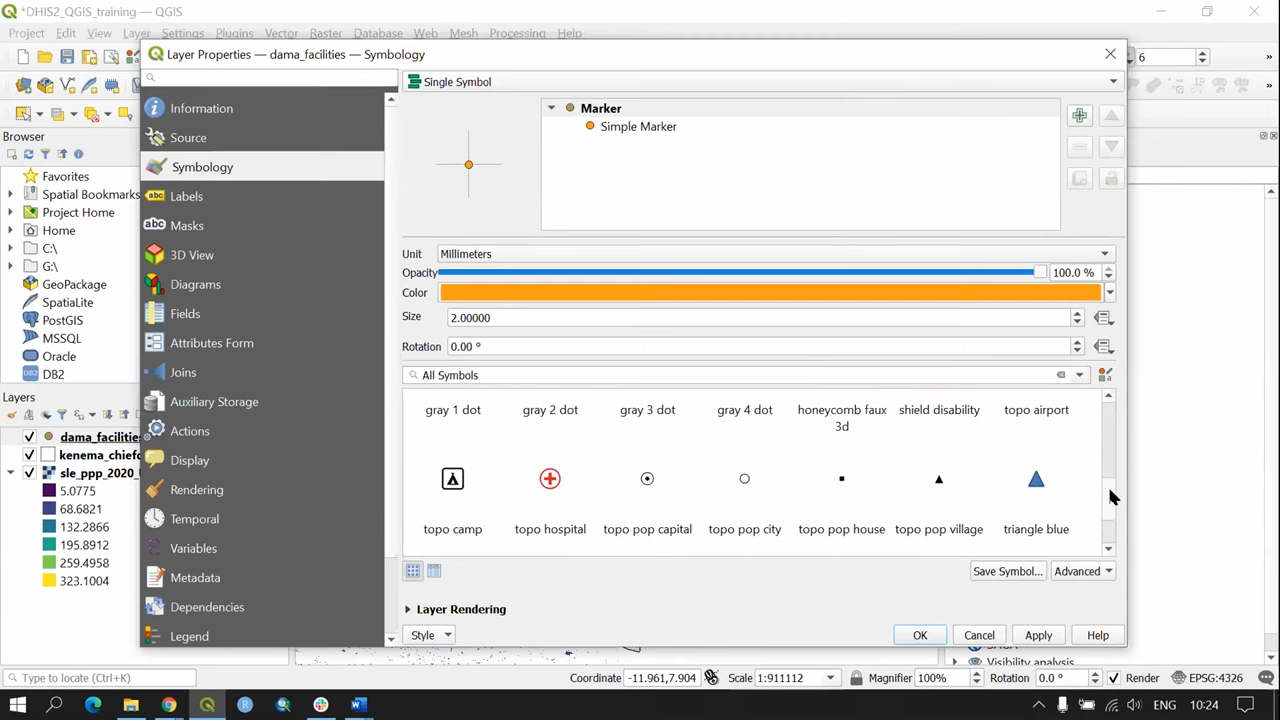 *DHIS2_QGIS_training — QGIS
Project Edit View Layer Settings Plugins Vector Raster Database Web Mesh Processing Help
Layer Properties — dama_facilities — Symbology
6
Single Symbol
Information
Source
Symbology
Labels
Masks
3D View
Diagrams
Fields
Attributes Form
Joins
Auxiliary Storage
Actions
Display
Rendering
Temporal
Variables
Metadata
Dependencies
Legend
Marker
Simple Marker
Unit Millimeters
Opacity 100.0 %
Color
Size 2.00000
Rotation 0.00 °
All Symbols
gray 1 dot gray 2 dot gray 3 dot gray 4 dot honeycomb faux 3d shield disability topo airport
topo camp topo hospital topo pop capital topo pop city topo pop house topo pop village triangle blue
Save Symbol... Advanced
Layer Rendering
Style OK Cancel Apply Help
Browser
Favorites
Spatial Bookmarks
Project Home
Home
C:\
G:\
GeoPackage
SpatiaLite
PostGIS
MSSQL
Oracle
DB2
Layers
dama_facilities
kenema_chiefd
sle_ppp_2020_
5.0775
68.6821
132.2866
195.8912
259.4958
323.1004
Visibility analysis
Type to locate (Ctrl+K) Coordinate -11.961,7.904 Scale 1:911112 Magnifier 100% Rotation 0.0 ° Render EPSG:4326
ENG 10:24